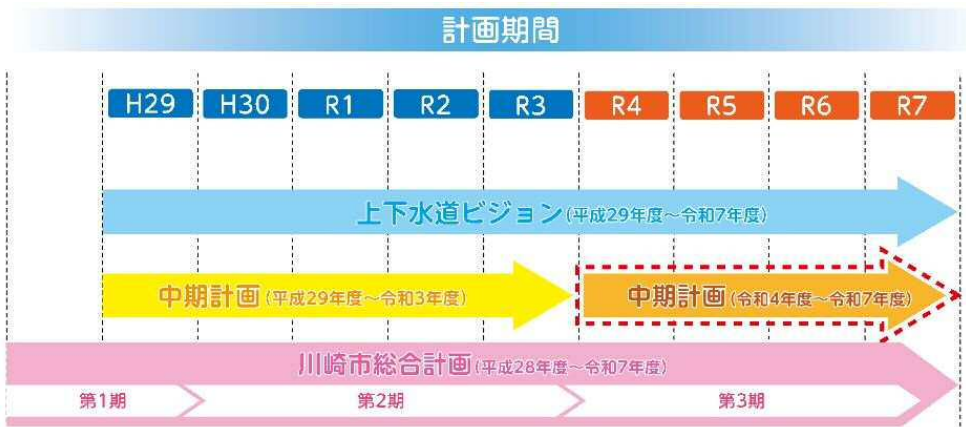 計画期間
H29 H30 R1 R2 R3 R4 R5 R6 R7
上下水道ビジョン(平成29年度～令和7年度)
中期計画(平成29年度～令和3年度) 中期計画(令和4年度～令和7年度)
川崎市総合計画(平成28年度～令和7年度)
第1期 第2期 第3期